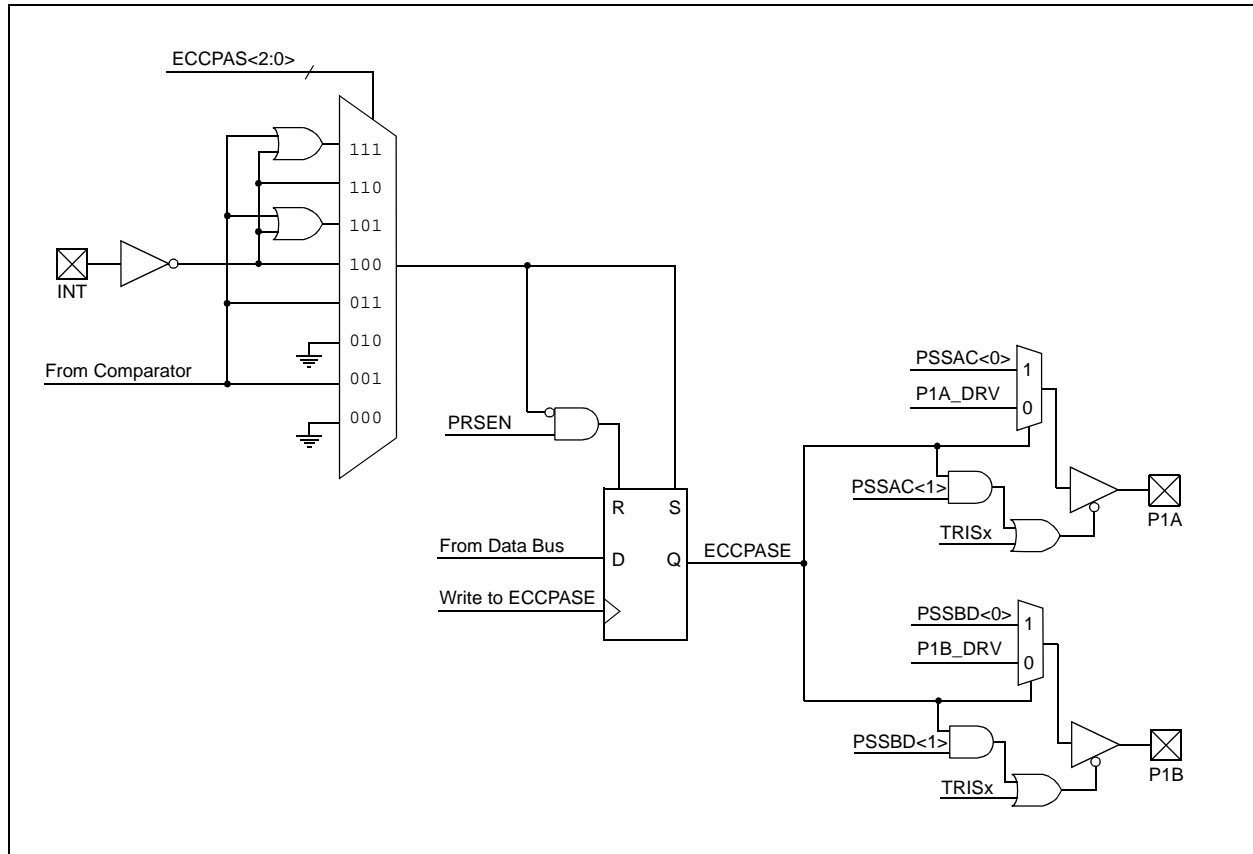 ECCPAS<2:0>
111
110
101
100
011
010
001
000
INT
From Comparator
PRSEN
R S
D Q
From Data Bus
Write to ECCPASE
ECCPASE
PSSAC<0>
1
P1A_DRV
0
PSSAC<1>
TRISx
P1A
PSSBD<0>
1
P1B_DRV
0
PSSBD<1>
TRISx
P1B